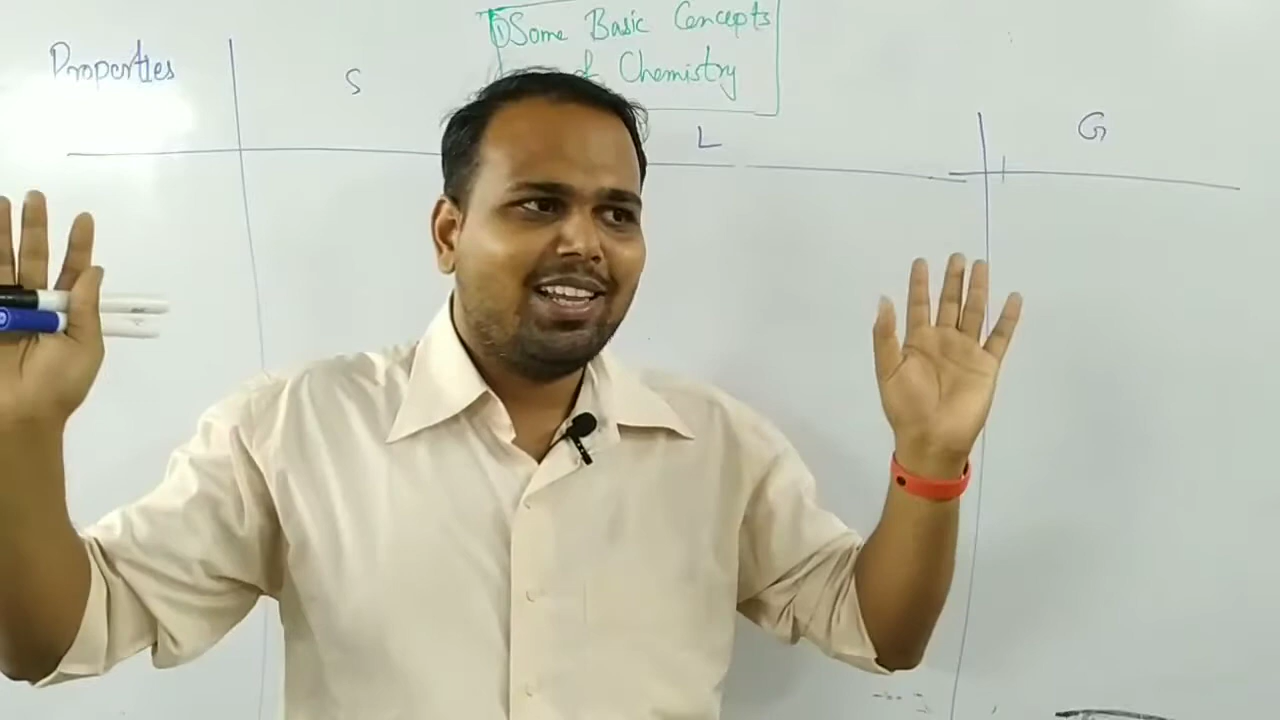 ①Some Basic Concepts
of Chemistry
Properties
S
L
G